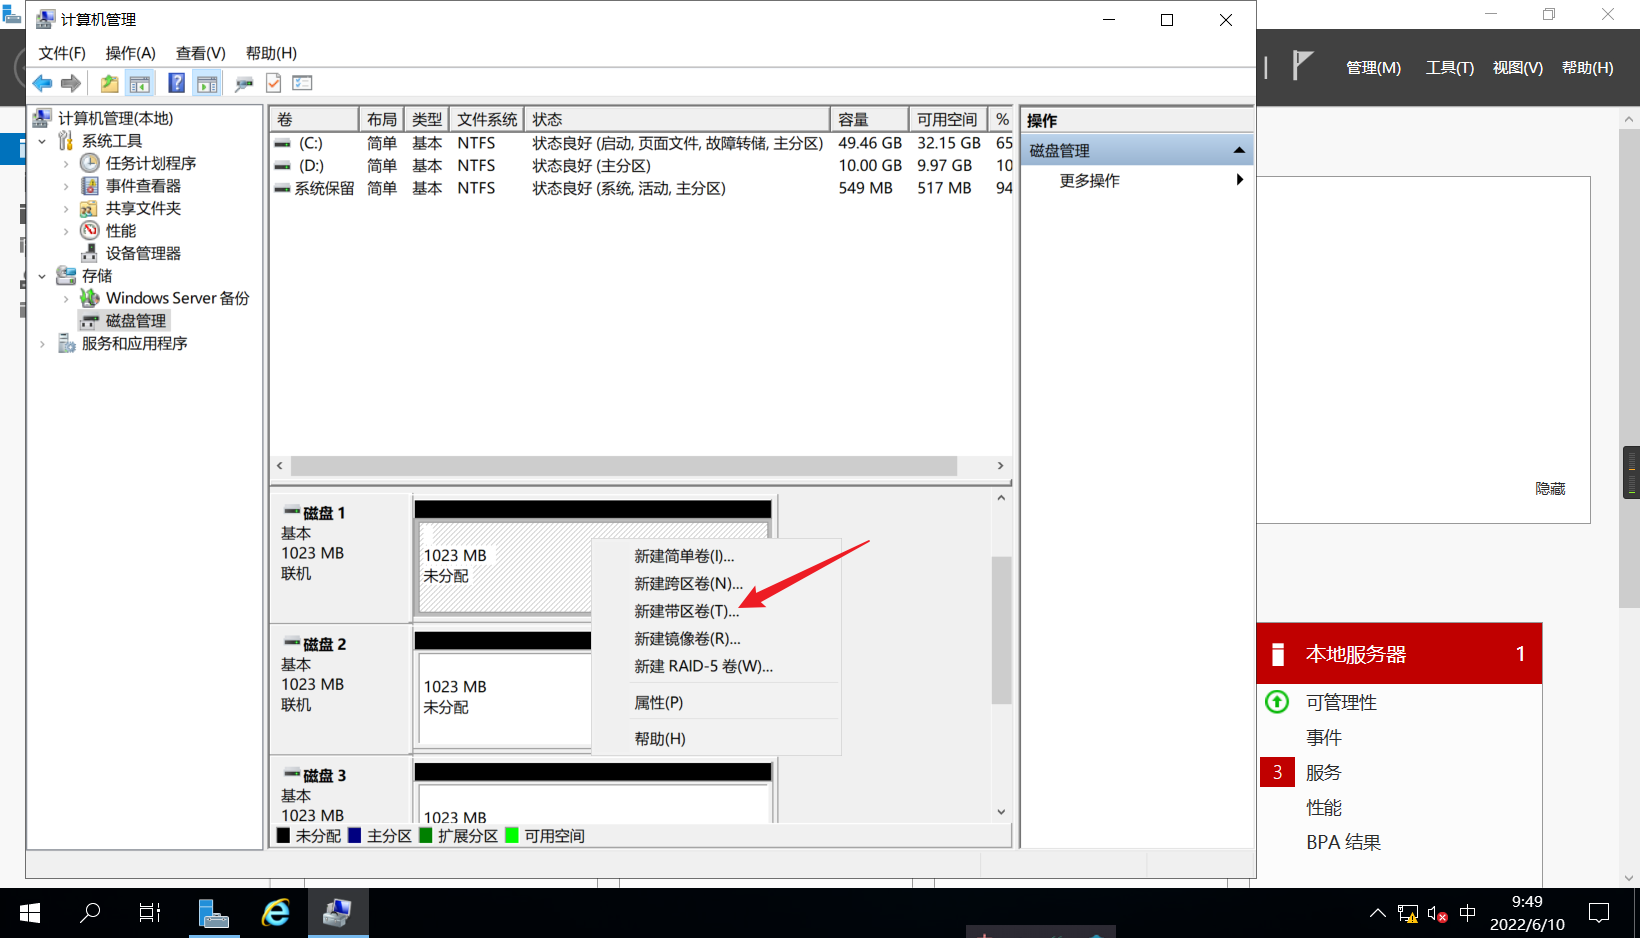 计算机管理
文件(F) 操作(A) 查看(V) 帮助(H)
管理(M) 工具(T) 视图(V) 帮助(H)
计算机管理(本地)
系统工具
任务计划程序
事件查看器
共享文件夹
性能
设备管理器
存储
Windows Server 备份
磁盘管理
服务和应用程序
卷 布局 类型 文件系统 状态 容量 可用空间 %
(C:) 简单 基本 NTFS 状态良好 (启动, 页面文件, 故障转储, 主分区) 49.46 GB 32.15 GB 65
(D:) 简单 基本 NTFS 状态良好 (主分区) 10.00 GB 9.97 GB 10
系统保留 简单 基本 NTFS 状态良好 (系统, 活动, 主分区) 549 MB 517 MB 94
操作
磁盘管理
更多操作
隐藏
磁盘 1
基本
1023 MB
联机
1023 MB
未分配
磁盘 2
基本
1023 MB
联机
1023 MB
未分配
磁盘 3
基本
1023 MB
1023 MB
新建简单卷(I)...
新建跨区卷(N)...
新建带区卷(T)...
新建镜像卷(R)...
新建 RAID-5 卷(W)...
属性(P)
帮助(H)
未分配 主分区 扩展分区 可用空间
本地服务器 1
可管理性
事件
3 服务
性能
BPA 结果
中
9:49
2022/6/10